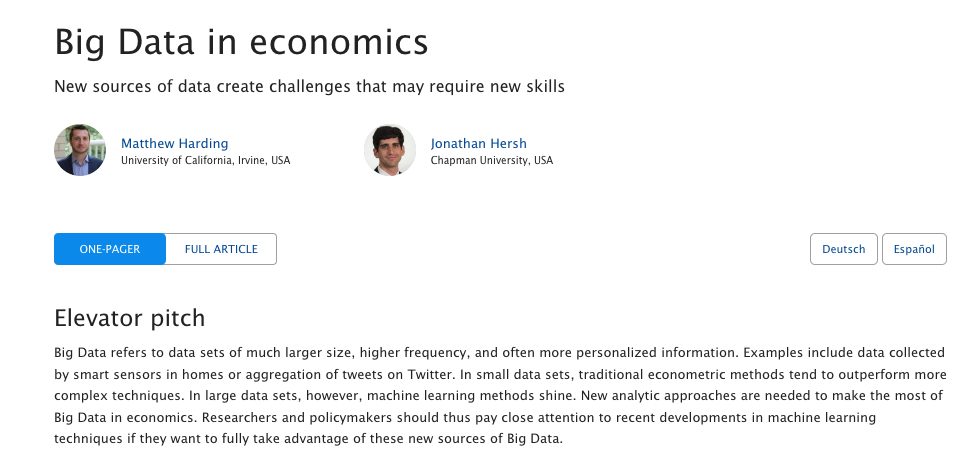 Big Data in economics
New sources of data create challenges that may require new skills
Matthew Harding
University of California, Irvine, USA
Jonathan Hersh
Chapman University, USA
ONE-PAGER
FULL ARTICLE
Deutsch
Español
Elevator pitch
Big Data refers to data sets of much larger size, higher frequency, and often more personalized information. Examples include data collected
by smart sensors in homes or aggregation of tweets on Twitter. In small data sets, traditional econometric methods tend to outperform more
complex techniques. In large data sets, however, machine learning methods shine. New analytic approaches are needed to make the most of
Big Data in economics. Researchers and policymakers should thus pay close attention to recent developments in machine learning
techniques if they want to fully take advantage of these new sources of Big Data.